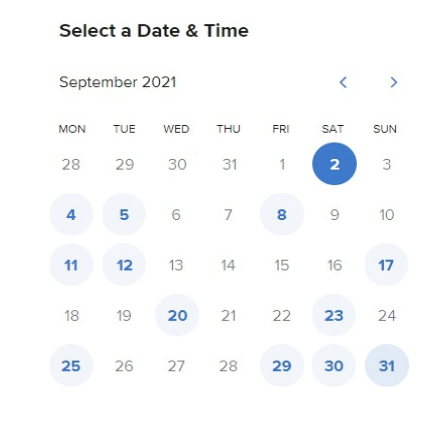 Select a Date & Time
September 2021
MON TUE WED THU FRI SAT SUN
28 29 30 31 1 2 3
4 5 6 7 8 9 10
11 12 13 14 15 16 17
18 19 20 21 22 23 24
25 26 27 28 29 30 31